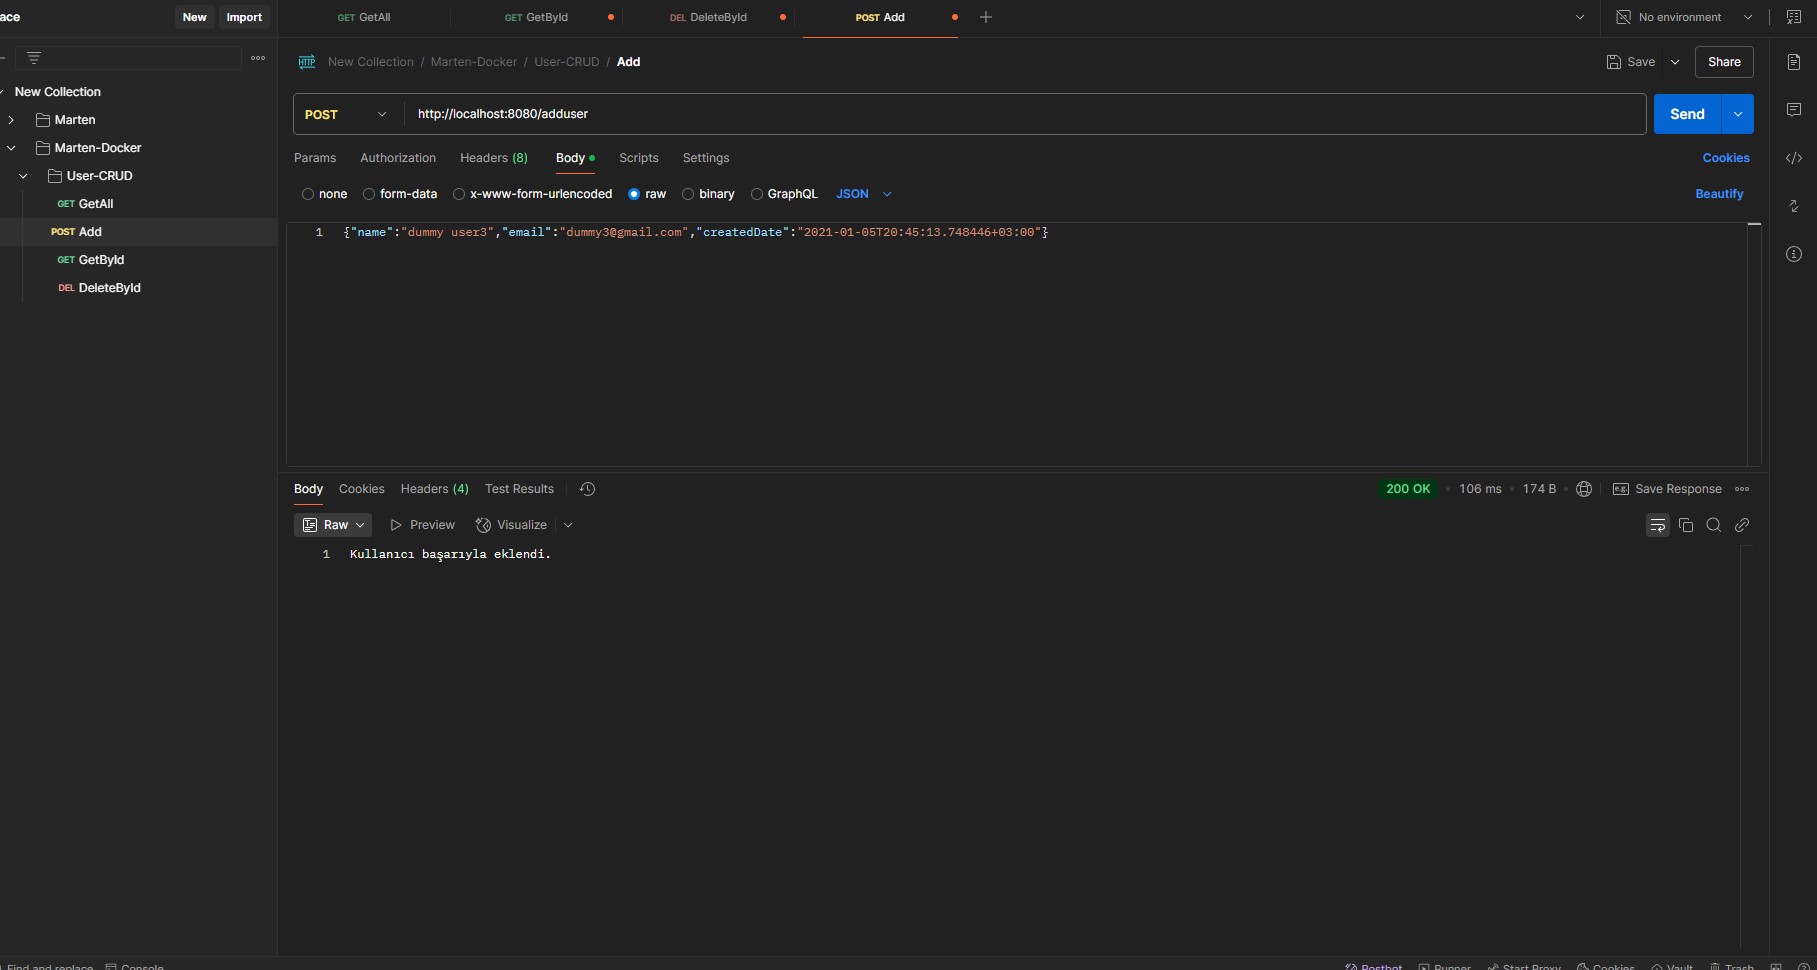 ace
New Import
GET GetAll
GET GetById
DEL DeleteById
POST Add
No environment
New Collection / Marten-Docker / User-CRUD / Add
Save
Share
New Collection
Marten
Marten-Docker
User-CRUD
GET GetAll
POST Add
GET GetById
DEL DeleteById
POST
http://localhost:8080/adduser
Send
Params Authorization Headers (8) Body Scripts Settings
Cookies
none form-data x-www-form-urlencoded raw binary GraphQL JSON
Beautify
1 {"name":"dummy user3","email":"dummy3@gmail.com","createdDate":"2021-01-05T20:45:13.748446+03:00"}
Body Cookies Headers (4) Test Results
200 OK • 106 ms • 174 B
e.g. Save Response
Raw Preview Visualize
1 Kullanıcı başarıyla eklendi.
Find and replace Console
Postbot Runner Start Proxy Cookies Vault Trash